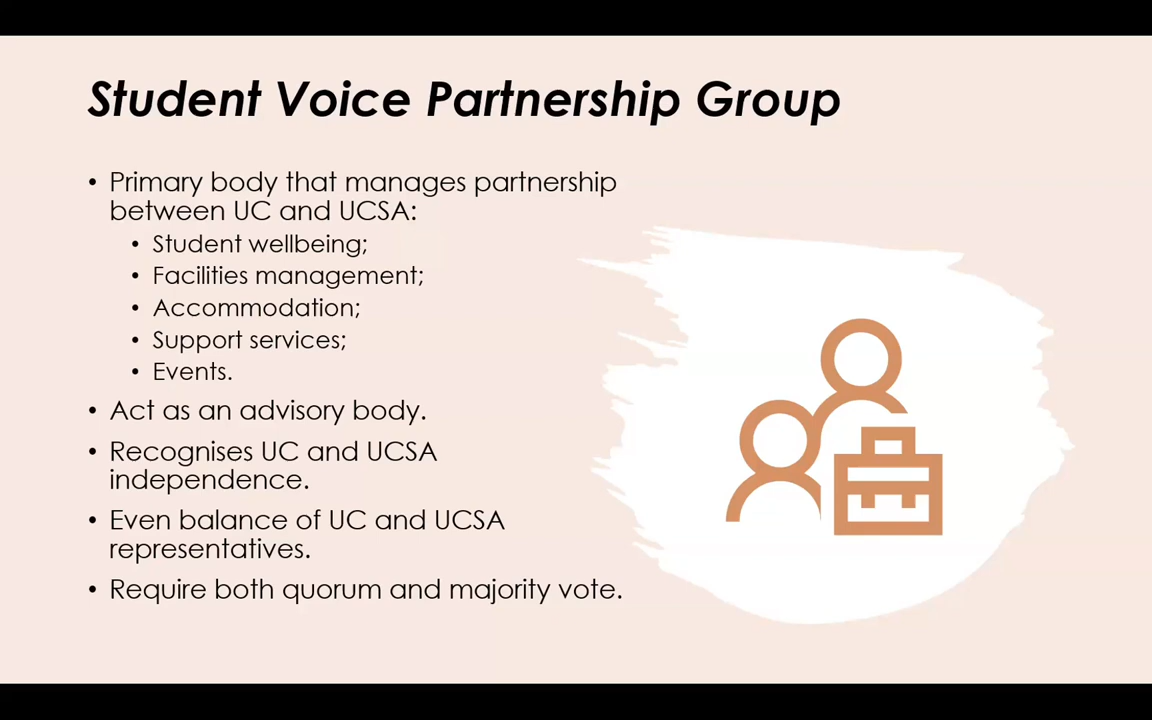 Student Voice Partnership Group
• Primary body that manages partnership
between UC and UCSA:
• Student wellbeing;
• Facilities management;
• Accommodation;
• Support services;
• Events.
• Act as an advisory body.
• Recognises UC and UCSA
independence.
• Even balance of UC and UCSA
representatives.
• Require both quorum and majority vote.